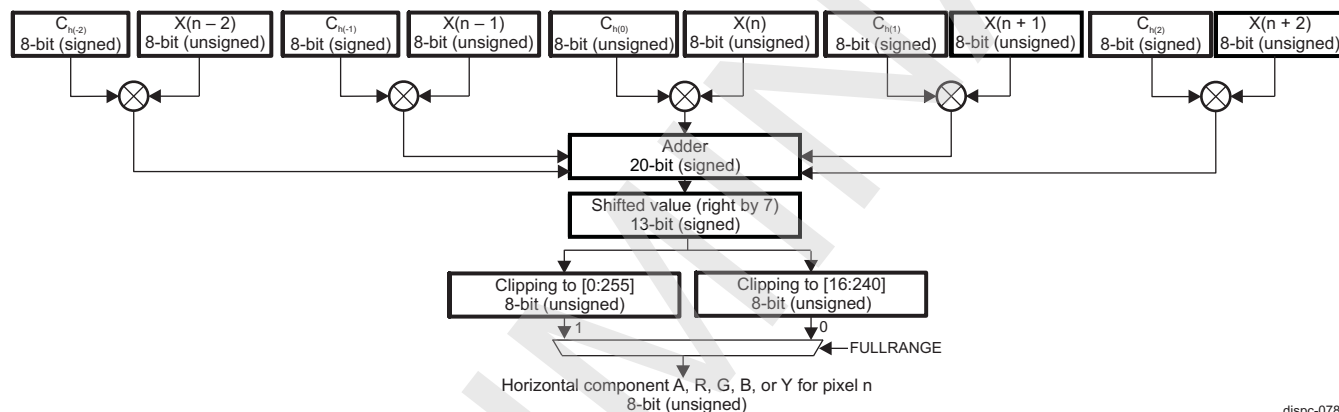 Ch(-2)
8-bit (signed)
X(n – 2)
8-bit (unsigned)
Ch(-1)
8-bit (signed)
X(n – 1)
8-bit (unsigned)
Ch(0)
8-bit (signed)
X(n)
8-bit (unsigned)
Ch(1)
8-bit (signed)
X(n + 1)
8-bit (unsigned)
Ch(2)
8-bit (signed)
X(n + 2)
8-bit (unsigned)
Adder
20-bit (signed)
Shifted value (right by 7)
13-bit (signed)
Clipping to [0:255]
8-bit (unsigned)
Clipping to [16:240]
8-bit (unsigned)
1
0
FULLRANGE
Horizontal component A, R, G, B, or Y for pixel n
8-bit (unsigned)
dispc-078